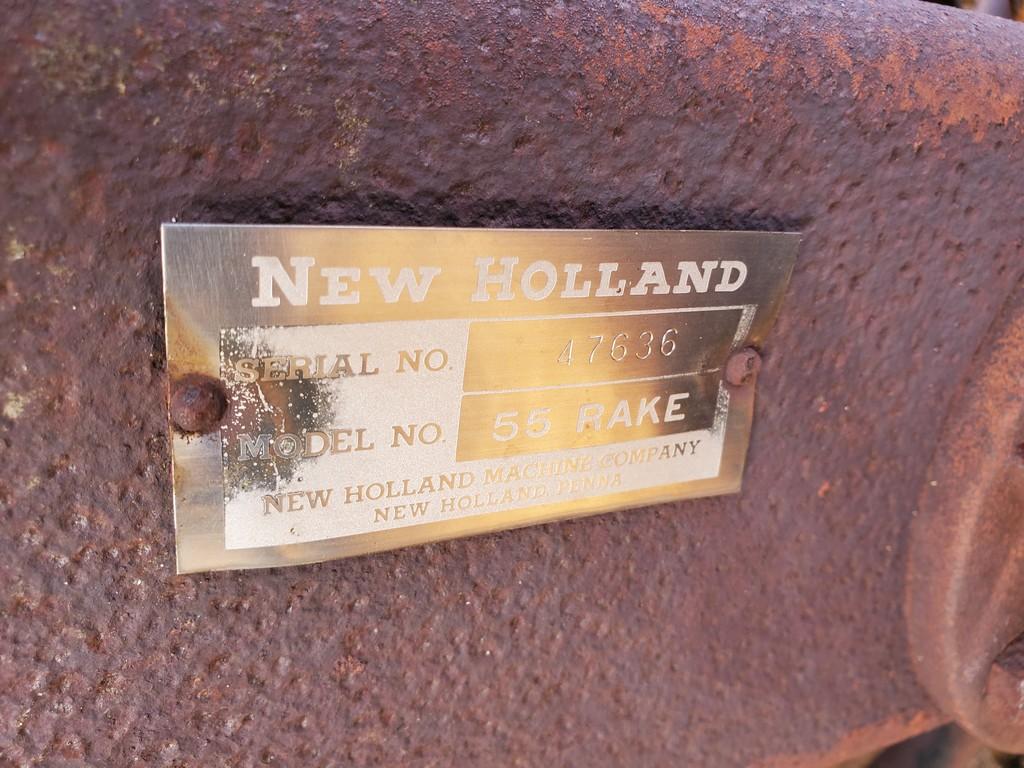 NEW HOLLAND
SERIAL NO. 47636
MODEL NO. 55 RAKE
NEW HOLLAND MACHINE COMPANY
NEW HOLLAND, PENNA